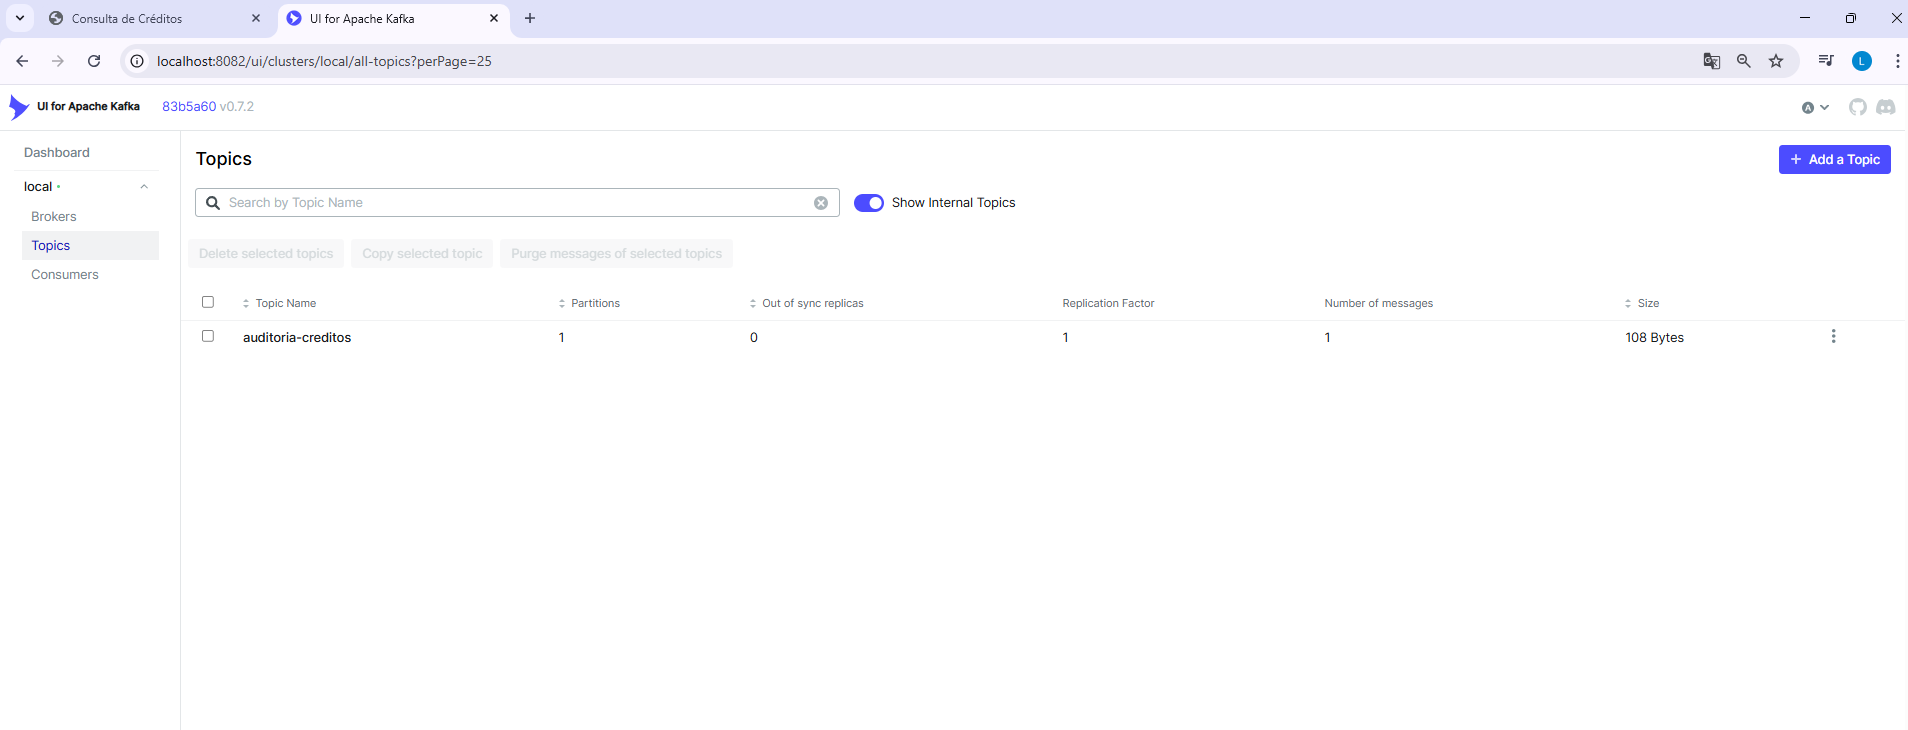 Consulta de Créditos
UI for Apache Kafka
localhost:8082/ui/clusters/local/all-topics?perPage=25
L
UI for Apache Kafka 83b5a60 v0.7.2
A
Dashboard
local
Brokers
Topics
Consumers
Topics
+ Add a Topic
Search by Topic Name
Show Internal Topics
Delete selected topics Copy selected topic Purge messages of selected topics
Topic Name Partitions Out of sync replicas Replication Factor Number of messages Size
auditoria-creditos 1 0 1 1 108 Bytes